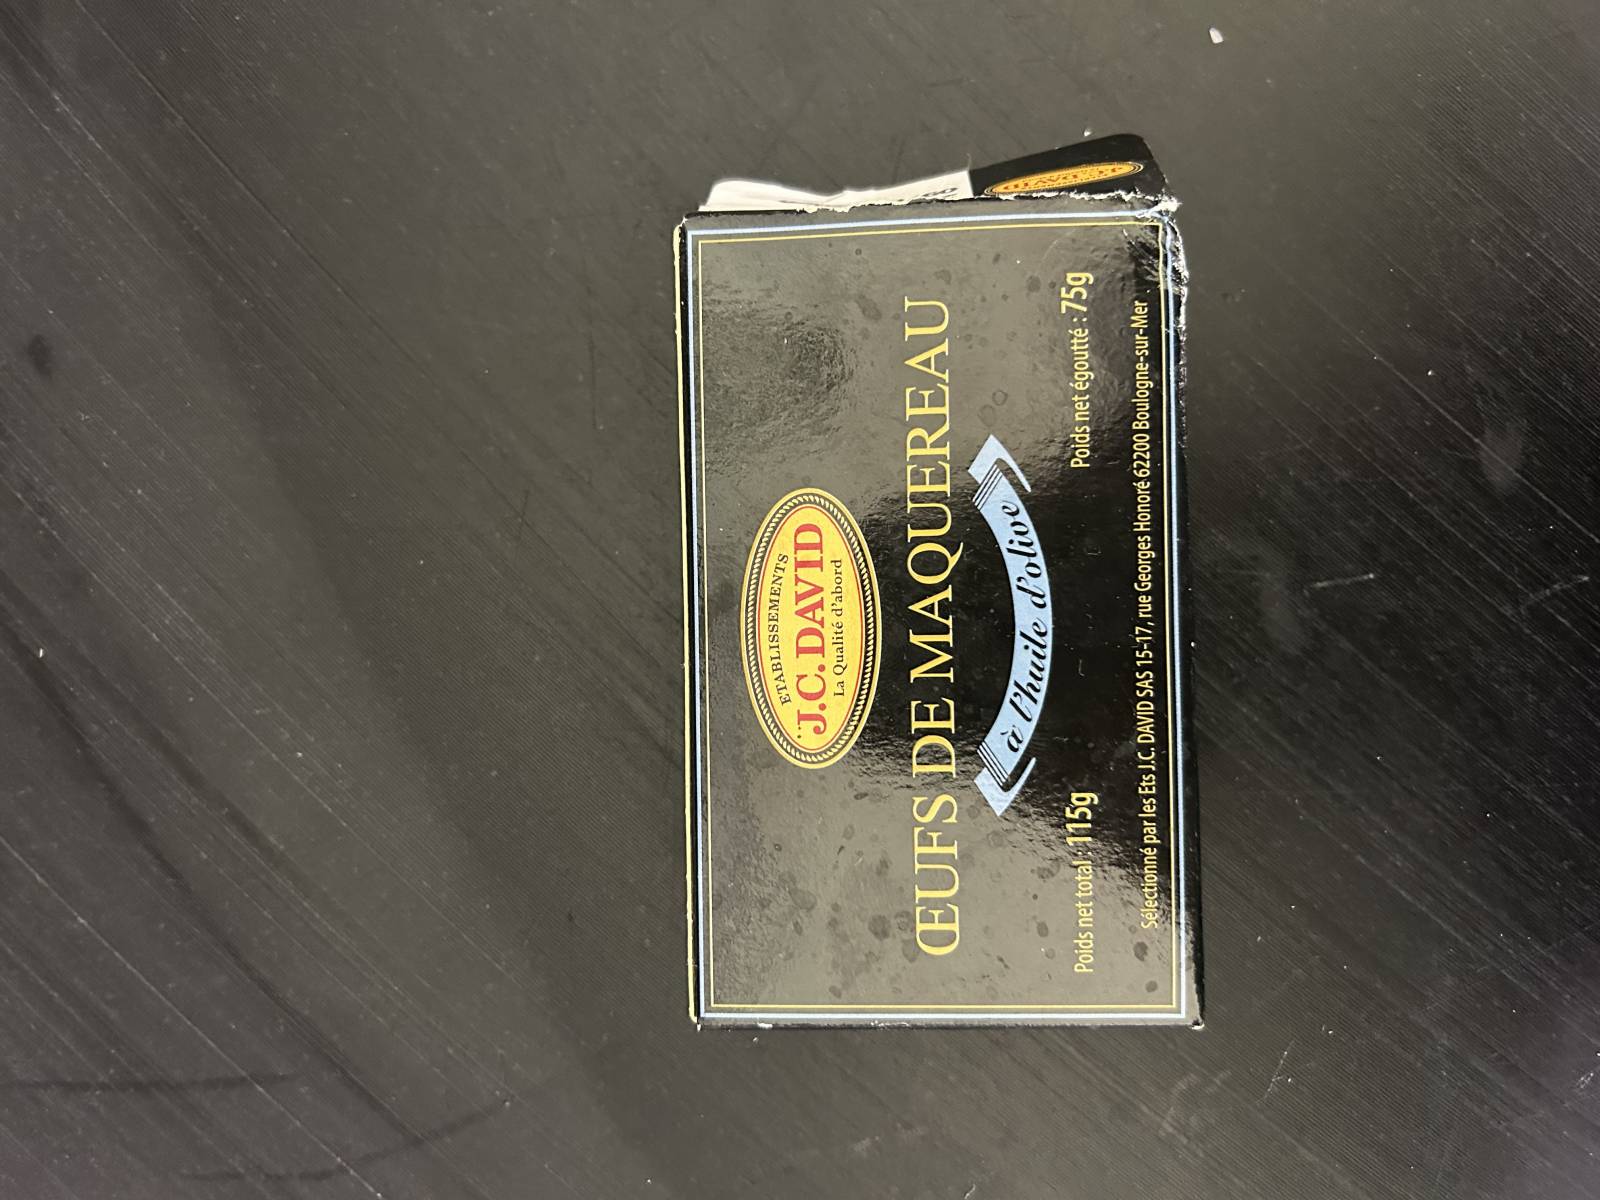 ETABLISSEMENTS
J.C. DAVID
La Qualité d'abord
ŒUFS DE MAQUEREAU
à l'huile d'olive
Poids net total : 115g
Poids net égoutté : 75g
Sélectionné par les Ets J.C. DAVID SAS 15-17, rue Georges Honoré 62200 Boulogne-sur-Mer
J.C. DAVID